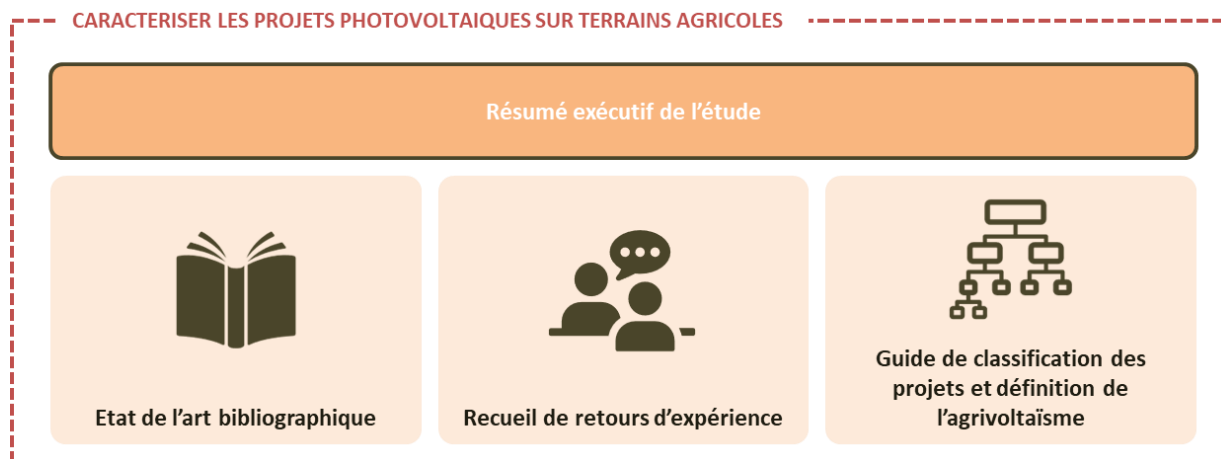 CARACTERISER LES PROJETS PHOTOVOLTAIQUES SUR TERRAINS AGRICOLES
Résumé exécutif de l’étude
Etat de l’art bibliographique
Recueil de retours d’expérience
Guide de classification des
projets et définition de
l’agrivoltaïsme